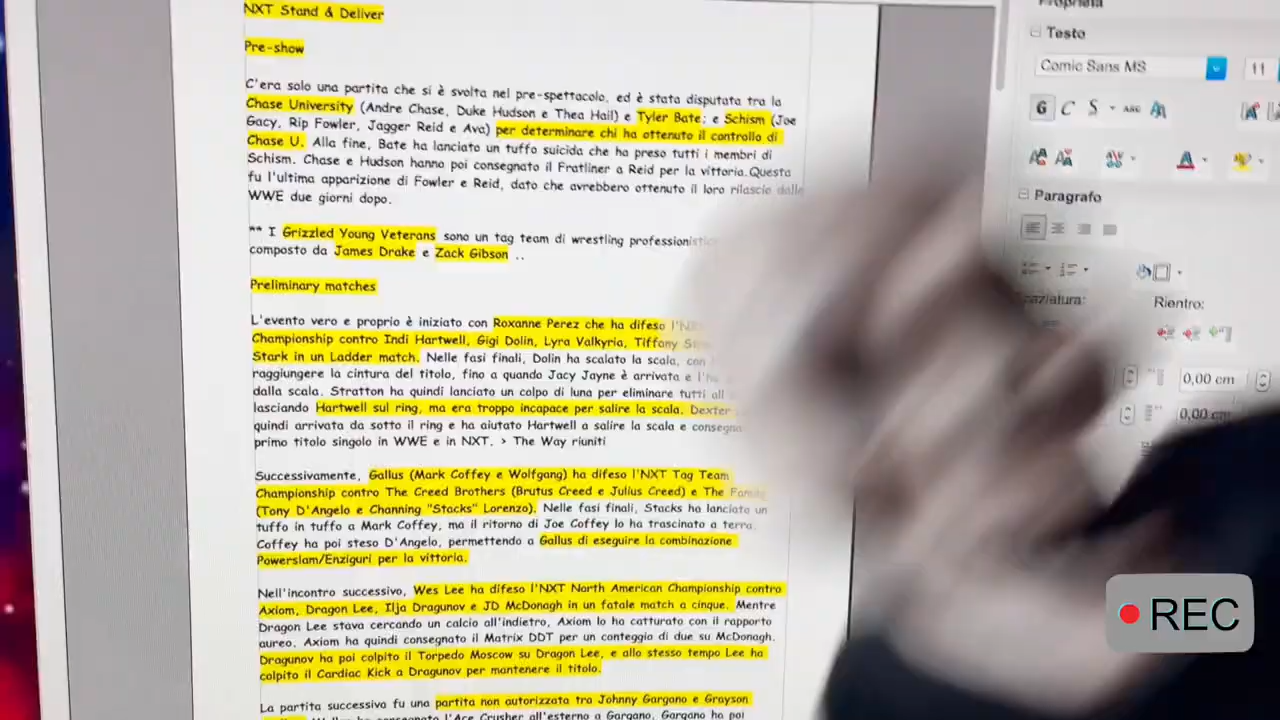 NXT Stand & Deliver
Pre-show
C'era solo una partita che si è svolta nel pre-spettacolo, ed è stata disputata tra la
Chase University (Andre Chase, Duke Hudson e Thea Hail) e Tyler Bate; e Schism (Joe
Gacy, Rip Fowler, Jagger Reid e Ava) per determinare chi ha ottenuto il controllo di
Chase U. Alla fine, Bate ha lanciato un tuffo suicida che ha preso tutti i membri di
Schism. Chase e Hudson hanno poi consegnato il Fratliner a Reid per la vittoria.Questa
fu l'ultima apparizione di Fowler e Reid, dato che avrebbero ottenuto il loro rilascio dalla
WWE due giorni dopo.
** I Grizzled Young Veterans sono un tag team di wrestling
composto da James Drake e Zack Gibson ..
Preliminary matches
L'evento vero e proprio è iniziato con Roxanne Perez che ha difeso
Championship contro Indi Hartwell, Gigi Dolin, Lyra Valkyria, Tiffany
Stark in un Ladder match. Nelle fasi finali, Dolin ha scalato la scala, con
raggiungere la cintura del titolo, fino a quando Jacy Jayne è arrivata e
dalla scala. Stratton ha quindi lanciato un colpo di luna per eliminare tutti
lasciando Hartwell sul ring, ma era troppo incapace per salire la scala. Dexter
quindi arrivata da sotto il ring e ha aiutato Hartwell a salire la scala e
primo titolo singolo in WWE e in NXT. > The Way riuniti
Successivamente, Gallus (Mark Coffey e Wolfgang) ha difeso l'NXT Tag Team
Championship contro The Creed Brothers (Brutus Creed e Julius Creed) e The Family
(Tony D'Angelo e Channing "Stacks" Lorenzo). Nelle fasi finali, Stacks ha lanciato un
tuffo in tuffo a Mark Coffey, ma il ritorno di Joe Coffey lo ha trascinato a terra.
Coffey ha poi steso D'Angelo, permettendo a Gallus di eseguire la combinazione
Powerslam/Enziguri per la vittoria.
Nell'incontro successivo, Wes Lee ha difeso l'NXT North American Championship contro
Axiom, Dragon Lee, Ilja Dragunov e JD McDonagh in un fatale match a cinque. Mentre
Dragon Lee stava cercando un calcio all'indietro, Axiom lo ha catturato con il rapporto
aureo. Axiom ha quindi consegnato il Matrix DDT per un conteggio di due su McDonagh.
Dragunov ha poi colpito il Torpedo Moscow su Dragon Lee, e allo stesso tempo Lee ha
colpito il Cardiac Kick a Dragunov per mantenere il titolo.
La partita successiva fu una partita non autorizzata tra Johnny Gargano e Grayson
ha consegnato l'Ace Crusher all'esterno a Gargano. Gargano ha poi
Proprietà
Testo
Comic Sans MS
11
G C S ABC
Paragrafo
Rientro:
0,00 cm
0,00 cm
REC